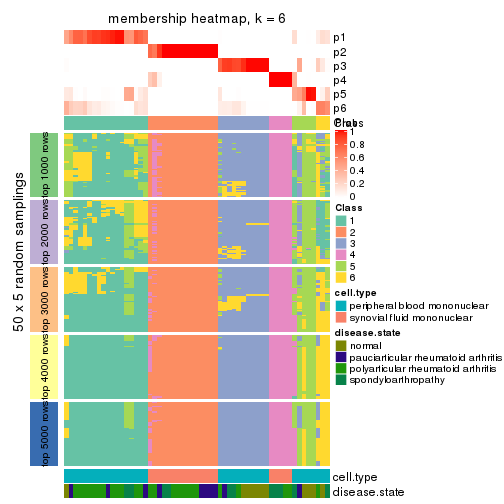 membership heatmap, k = 6
p1
p2
p3
p4
p5
p6
Class
Prob
1
0.8
0.6
0.4
0.2
0
Class
1
2
3
4
5
6
cell.type
peripheral blood mononuclear
synovial fluid mononuclear
disease.state
normal
pauciarticular rheumatoid arthritis
polyarticular rheumatoid arthritis
spondyloarthropathy
50 x 5 random samplings
top 1000 rows
top 2000 rows
top 3000 rows
top 4000 rows
top 5000 rows
cell.type
disease.state